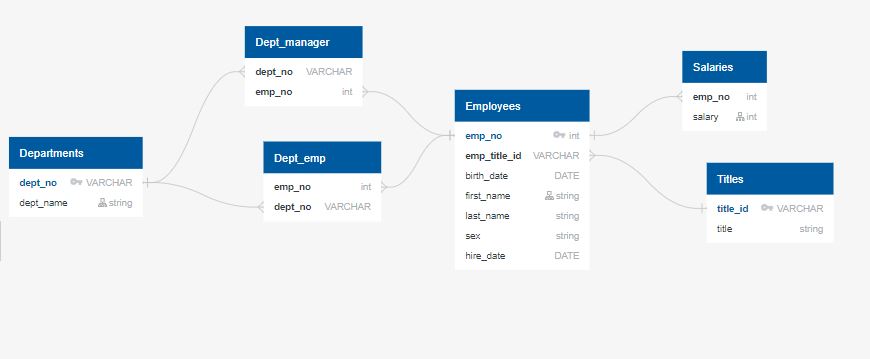 Dept_manager
dept_no VARCHAR
emp_no int
Departments
dept_no VARCHAR
dept_name string
Dept_emp
emp_no int
dept_no VARCHAR
Employees
emp_no int
emp_title_id VARCHAR
birth_date DATE
first_name string
last_name string
sex string
hire_date DATE
Salaries
emp_no int
salary int
Titles
title_id VARCHAR
title string